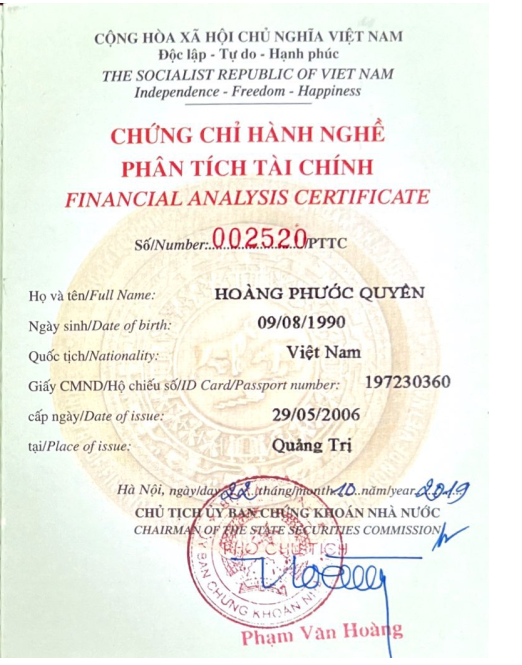 CỘNG HÒA XÃ HỘI CHỦ NGHĨA VIỆT NAM
Độc lập - Tự do - Hạnh phúc
THE SOCIALIST REPUBLIC OF VIET NAM
Independence - Freedom - Happiness
CHỨNG CHỈ HÀNH NGHỀ
PHÂN TÍCH TÀI CHÍNH
FINANCIAL ANALYSIS CERTIFICATE
Số/Number:..002520/PTTC
Họ và tên/Full Name: HOÀNG PHƯỚC QUYÊN
Ngày sinh/Date of birth: 09/08/1990
Quốc tịch/Nationality: Việt Nam
Giấy CMND/Hộ chiếu số/ID Card/Passport number: 197230360
cấp ngày/Date of issue: 29/05/2006
tại/Place of issue: Quảng Trị
Hà Nội, ngày/day 22 /tháng/month 10..năm/year 2019
CHỦ TỊCH ỦY BAN CHỨNG KHOÁN NHÀ NƯỚC
CHAIRMAN OF THE STATE SECURITIES COMMISSION
PHÓ CHỦ TỊCH
ỦY BAN CHỨNG KHOÁN
Phạm Văn Hoàng